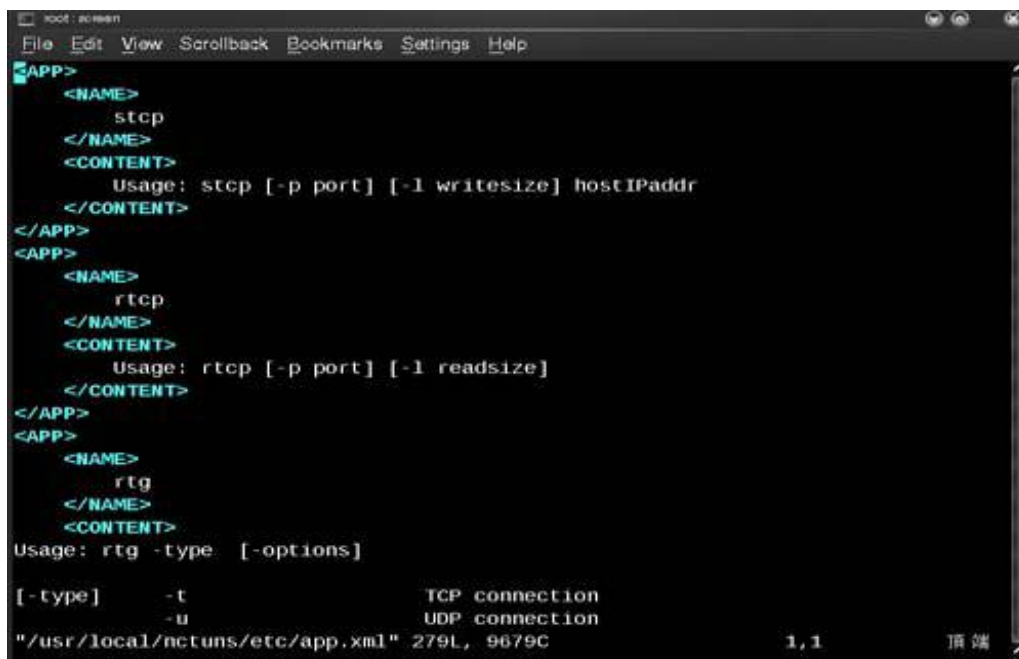 root : screen
File Edit View Scrollback Bookmarks Settings Help
<APP>
<NAME>
stcp
</NAME>
<CONTENT>
Usage: stcp [-p port] [-l writesize] hostIPaddr
</CONTENT>
</APP>
<APP>
<NAME>
rtcp
</NAME>
<CONTENT>
Usage: rtcp [-p port] [-l readsize]
</CONTENT>
</APP>
<APP>
<NAME>
rtg
</NAME>
<CONTENT>
Usage: rtg -type [-options]
[-type] -t TCP connection
-u UDP connection
"/usr/local/nctuns/etc/app.xml" 279L, 9679C 1,1 頂端